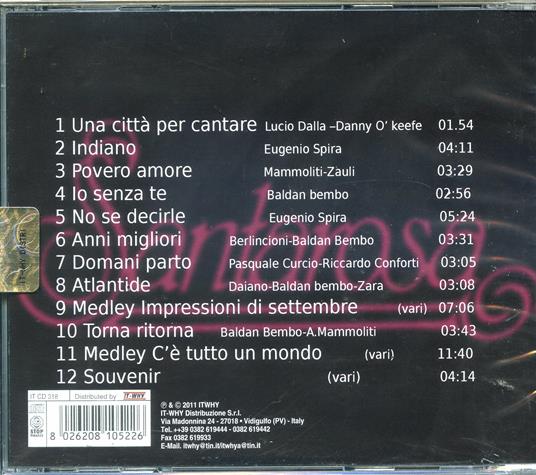 Santarosa
1 Una città per cantare Lucio Dalla –Danny O' keefe 01.54
2 Indiano Eugenio Spira 04:11
3 Povero amore Mammoliti-Zauli 03:29
4 Io senza te Baldan bembo 02:56
5 No se decirle Eugenio Spira 05:24
6 Anni migliori Berlincioni-Baldan Bembo 03:31
7 Domani parto Pasquale Curcio-Riccardo Conforti 03:05
8 Atlantide Daiano-Baldan bembo-Zara 03:08
9 Medley Impressioni di settembre (vari) 07:06
10 Torna ritorna Baldan Bembo-A.Mammoliti 03:43
11 Medley C'è tutto un mondo (vari) 11:40
12 Souvenir (vari) 04:14
IT CD 318 Distributed by IT-WHY
STOP
8 026208 105226
℗ & © 2011 ITWHY
IT-WHY Distribuzione S.r.l.
Via Madonnina 24 - 27018 - Vidigulfo (PV) - Italy
Tel. ++39 0382 619444 - 0382 619442
Fax 0382 619933
E-Mail. itwhy@tin.it/itwhya@tin.it